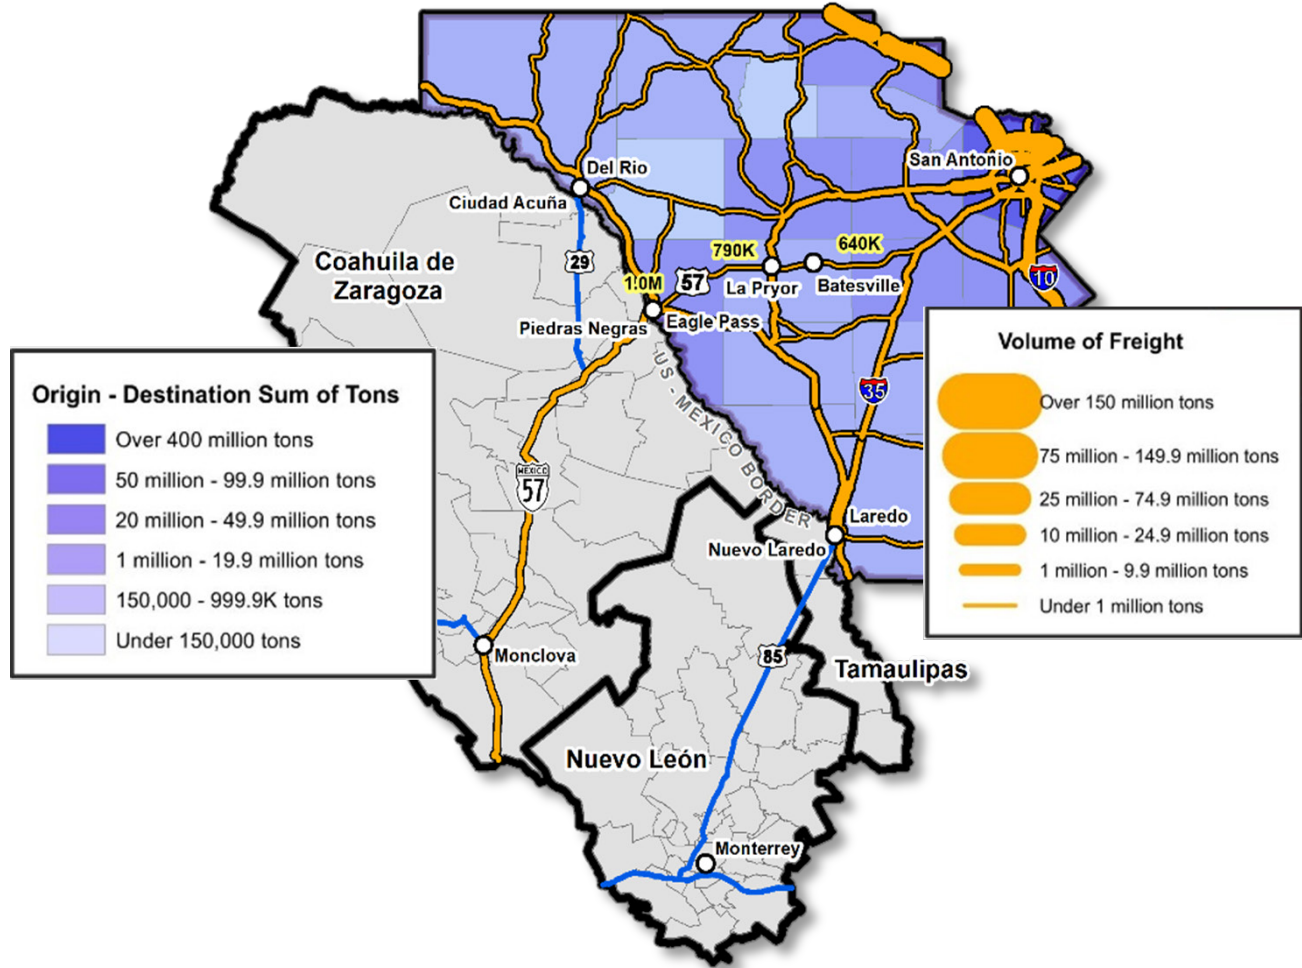 San Antonio
Del Rio
Ciudad Acuña
29
Coahuila de
Zaragoza
790K
640K
1.0M
57
La Pryor
Batesville
10
Piedras Negras
Eagle Pass
US - MEXICO BORDER
35
MEXICO
57
Laredo
Nuevo Laredo
85
Monclova
Tamaulipas
Nuevo León
Monterrey
Origin - Destination Sum of Tons
Over 400 million tons
50 million - 99.9 million tons
20 million - 49.9 million tons
1 million - 19.9 million tons
150,000 - 999.9K tons
Under 150,000 tons
Volume of Freight
Over 150 million tons
75 million - 149.9 million tons
25 million - 74.9 million tons
10 million - 24.9 million tons
1 million - 9.9 million tons
Under 1 million tons